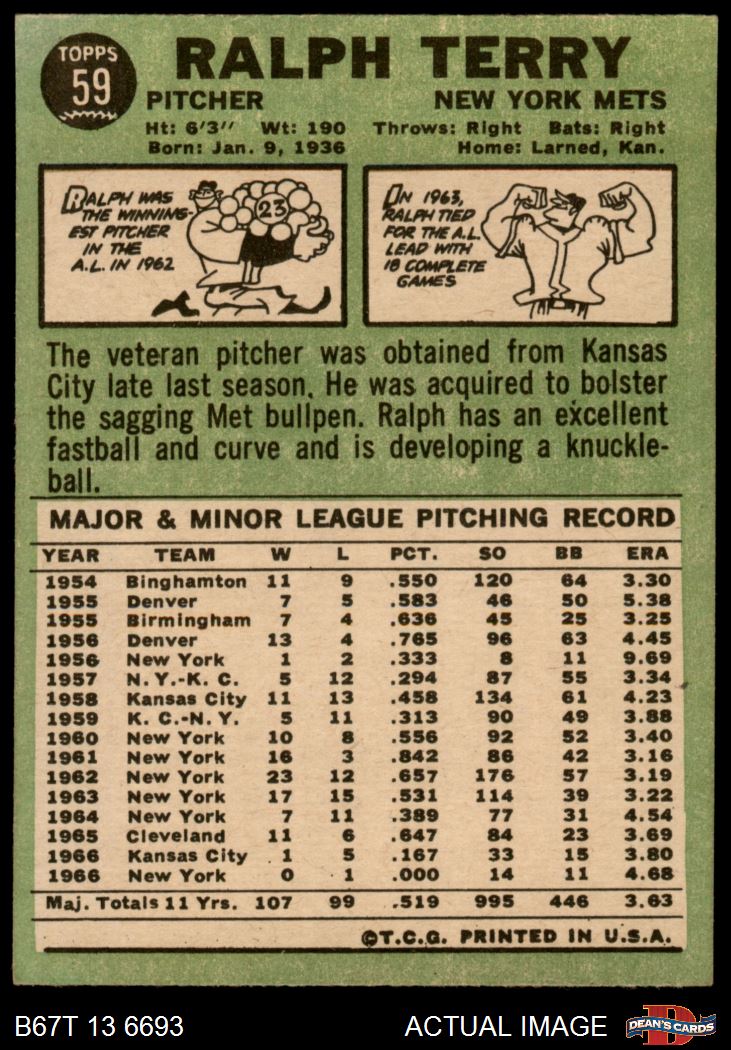 TOPPS
59
RALPH TERRY
PITCHER NEW YORK METS
Ht: 6'3'' Wt: 190 Throws: Right Bats: Right
Born: Jan. 9, 1936 Home: Larned, Kan.
RALPH WAS
THE WINNING-
EST PITCHER
IN THE
A.L. IN 1962
23
IN 1963,
RALPH TIED
FOR THE A.L.
LEAD WITH
18 COMPLETE
GAMES
The veteran pitcher was obtained from Kansas
City late last season. He was acquired to bolster
the sagging Met bullpen. Ralph has an excellent
fastball and curve and is developing a knuckle-
ball.
MAJOR & MINOR LEAGUE PITCHING RECORD
YEAR TEAM W L PCT. SO BB ERA
1954 Binghamton 11 9 .550 120 64 3.30
1955 Denver 7 5 .583 46 50 5.38
1955 Birmingham 7 4 .636 45 25 3.25
1956 Denver 13 4 .765 96 63 4.45
1956 New York 1 2 .333 8 11 9.69
1957 N.Y.-K.C. 5 12 .294 87 55 3.34
1958 Kansas City 11 13 .458 134 61 4.23
1959 K.C.-N.Y. 5 11 .313 90 49 3.88
1960 New York 10 8 .556 92 52 3.40
1961 New York 16 3 .842 86 42 3.16
1962 New York 23 12 .657 176 57 3.19
1963 New York 17 15 .531 114 39 3.22
1964 New York 7 11 .389 77 31 4.54
1965 Cleveland 11 6 .647 84 23 3.69
1966 Kansas City 1 5 .167 33 15 3.80
1966 New York 0 1 .000 14 11 4.68
Maj. Totals 11 Yrs. 107 99 .519 995 446 3.63
©T.C.G. PRINTED IN U.S.A.
B67T 13 6693 ACTUAL IMAGE
D
DEAN'S CARDS